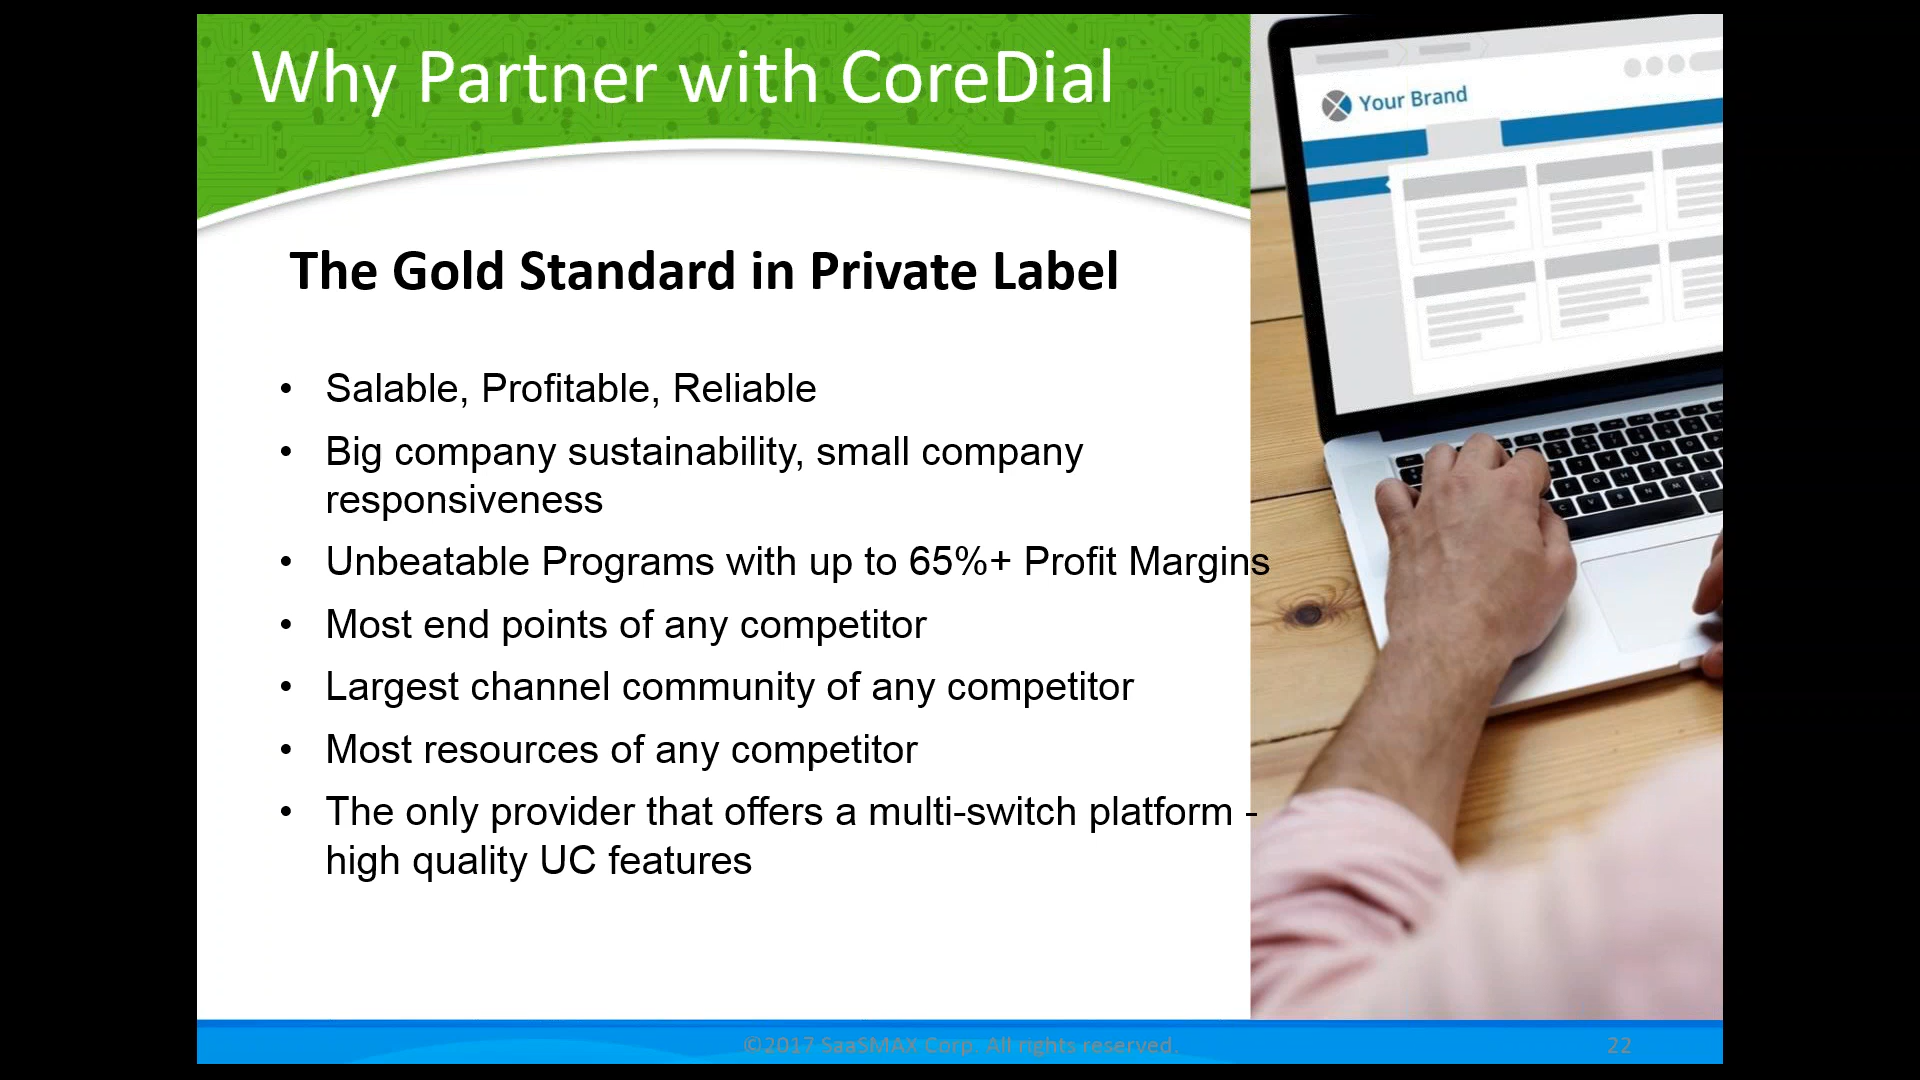 Why Partner with CoreDial
Your Brand
The Gold Standard in Private Label
• Salable, Profitable, Reliable
• Big company sustainability, small company
responsiveness
• Unbeatable Programs with up to 65%+ Profit Margins
• Most end points of any competitor
• Largest channel community of any competitor
• Most resources of any competitor
• The only provider that offers a multi-switch platform -
high quality UC features
©2017 SaaSMAX Corp. All rights reserved.
22